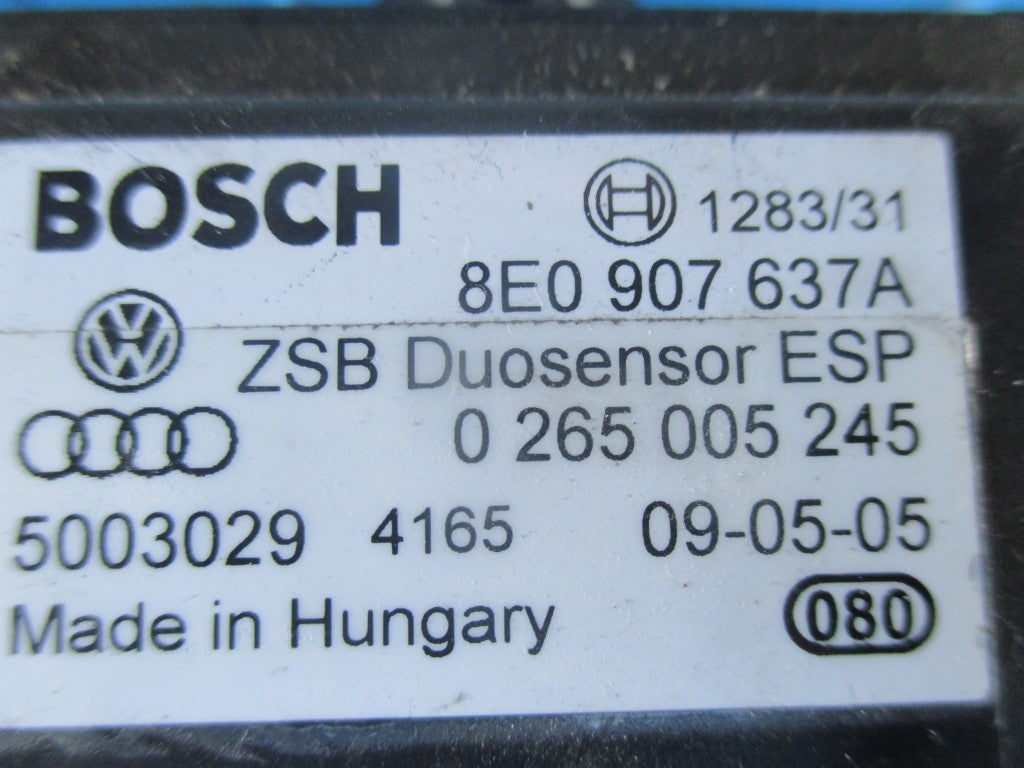 BOSCH 1283/31
8E0 907 637A
ZSB Duosensor ESP
0 265 005 245
5003029 4165 09-05-05
Made in Hungary 080